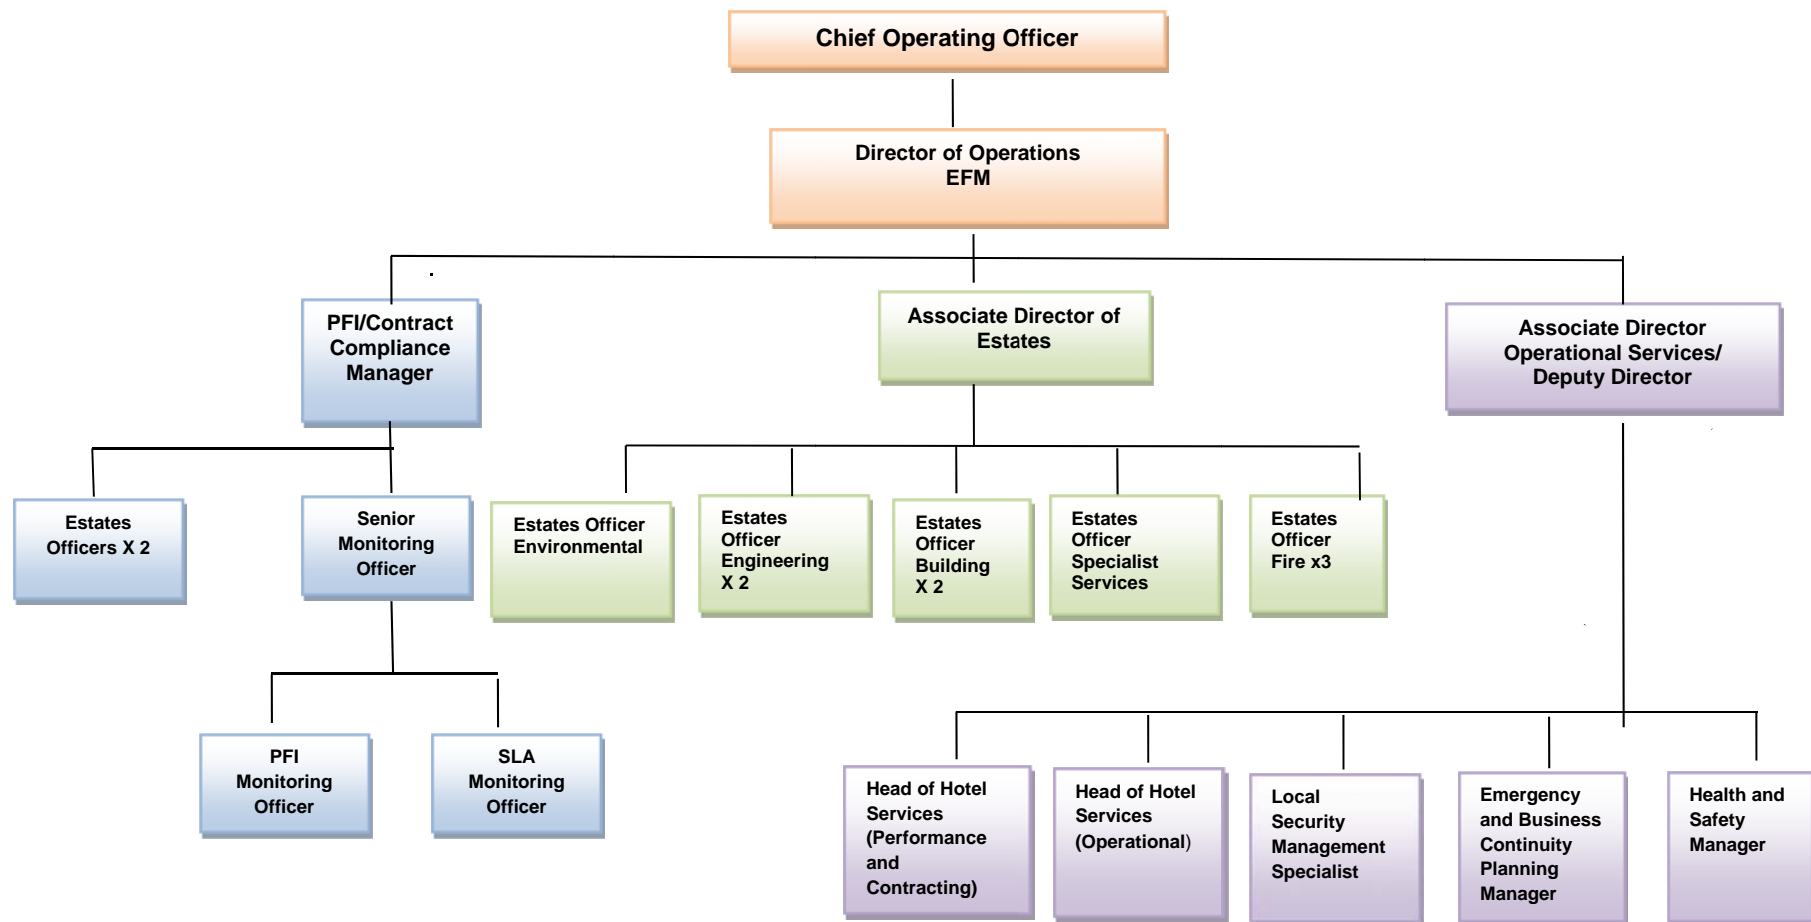 Chief Operating Officer
Director of Operations
EFM
PFI/Contract
Compliance
Manager
Associate Director of
Estates
Associate Director
Operational Services/
Deputy Director
Estates
Officers X 2
Senior
Monitoring
Officer
Estates Officer
Environmental
Estates
Officer
Engineering
X 2
Estates
Officer
Building
X 2
Estates
Officer
Specialist
Services
Estates
Officer
Fire x3
PFI
Monitoring
Officer
SLA
Monitoring
Officer
Head of Hotel
Services
(Performance
and
Contracting)
Head of Hotel
Services
(Operational)
Local
Security
Management
Specialist
Emergency
and Business
Continuity
Planning
Manager
Health and
Safety
Manager